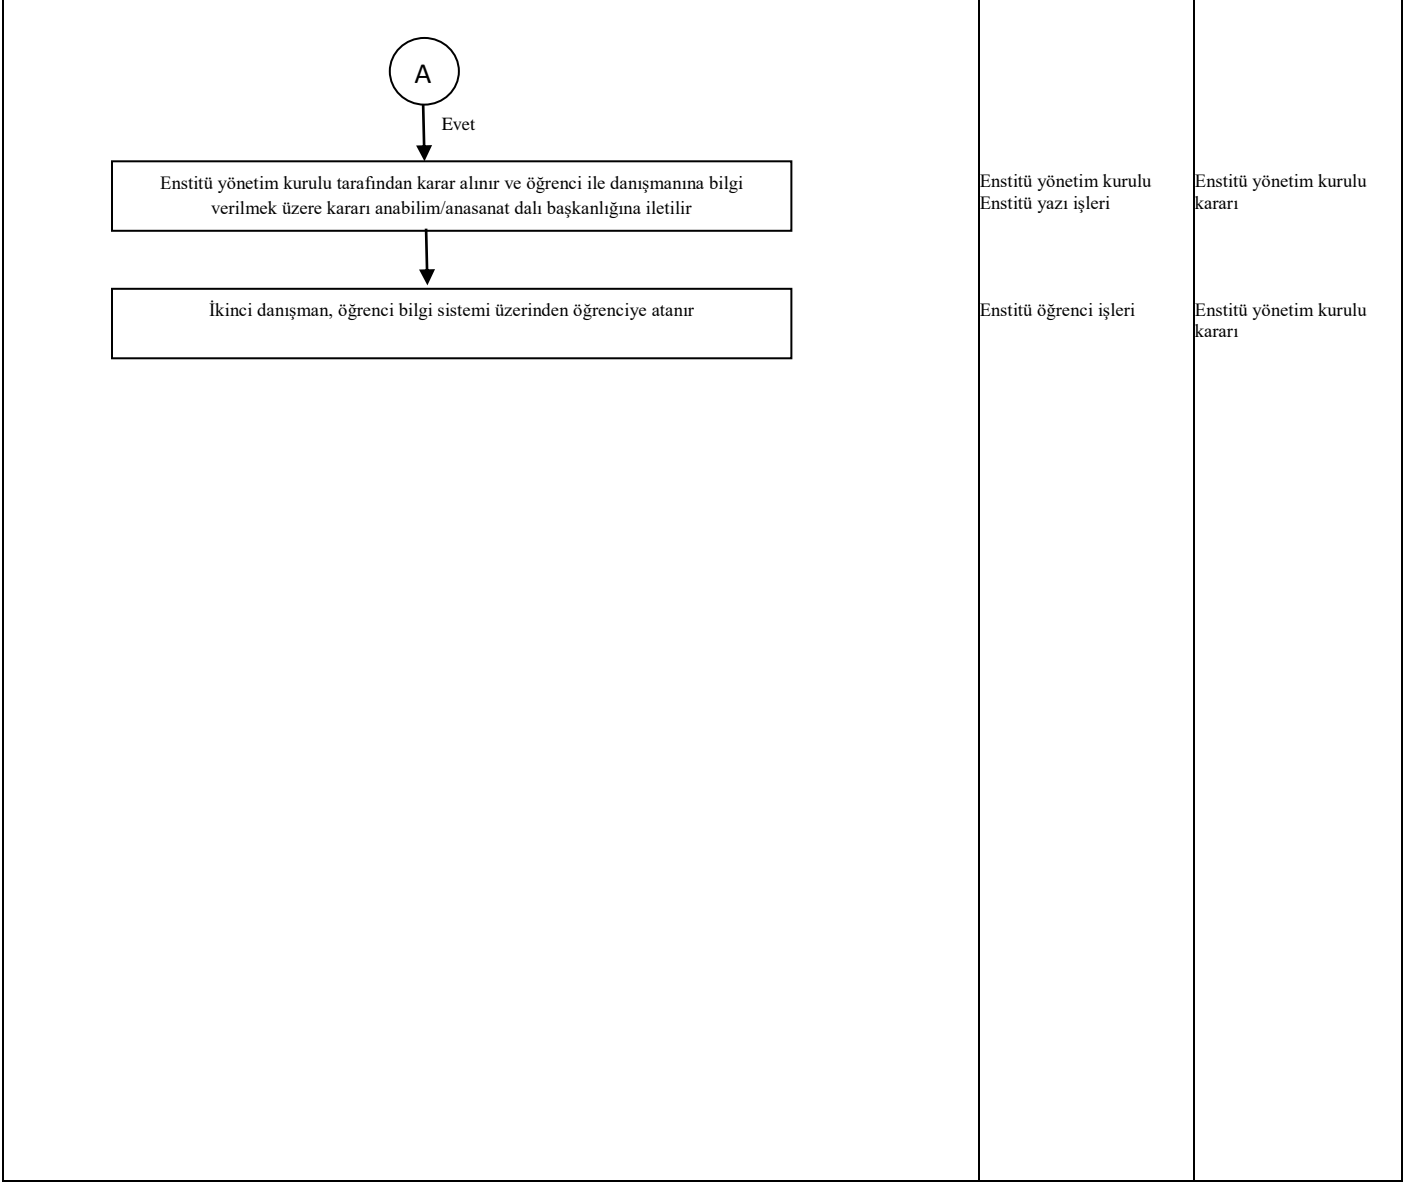 A
Evet
Enstitü yönetim kurulu tarafından karar alınır ve öğrenci ile danışmanına bilgi
verilmek üzere kararı anabilim/anasanat dalı başkanlığına iletilir
Enstitü yönetim kurulu
Enstitü yazı işleri
Enstitü yönetim kurulu
kararı
İkinci danışman, öğrenci bilgi sistemi üzerinden öğrenciye atanır
Enstitü öğrenci işleri
Enstitü yönetim kurulu
kararı